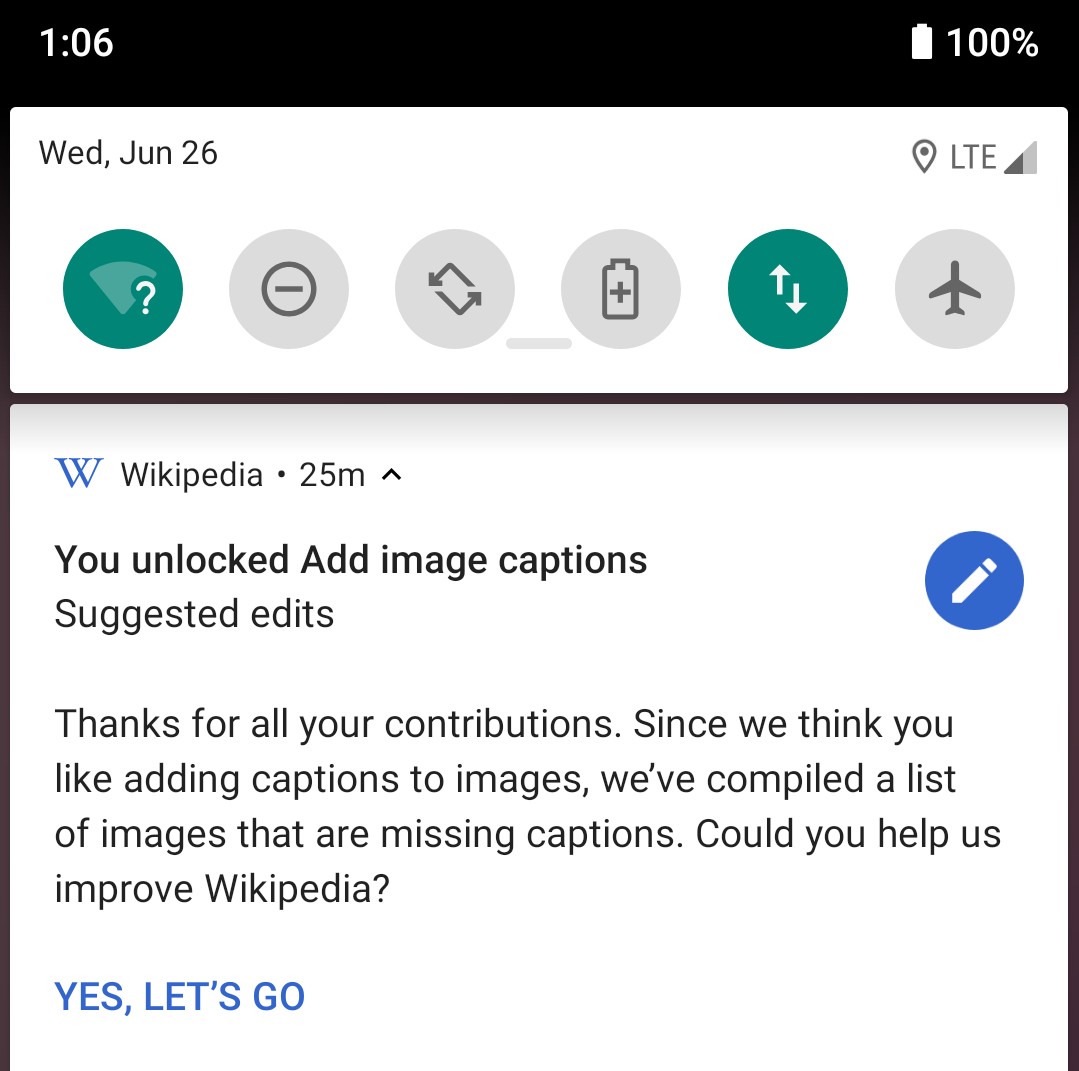 1:06
100%
Wed, Jun 26
LTE
W Wikipedia • 25m
You unlocked Add image captions
Suggested edits
Thanks for all your contributions. Since we think you
like adding captions to images, we’ve compiled a list
of images that are missing captions. Could you help us
improve Wikipedia?
YES, LET’S GO